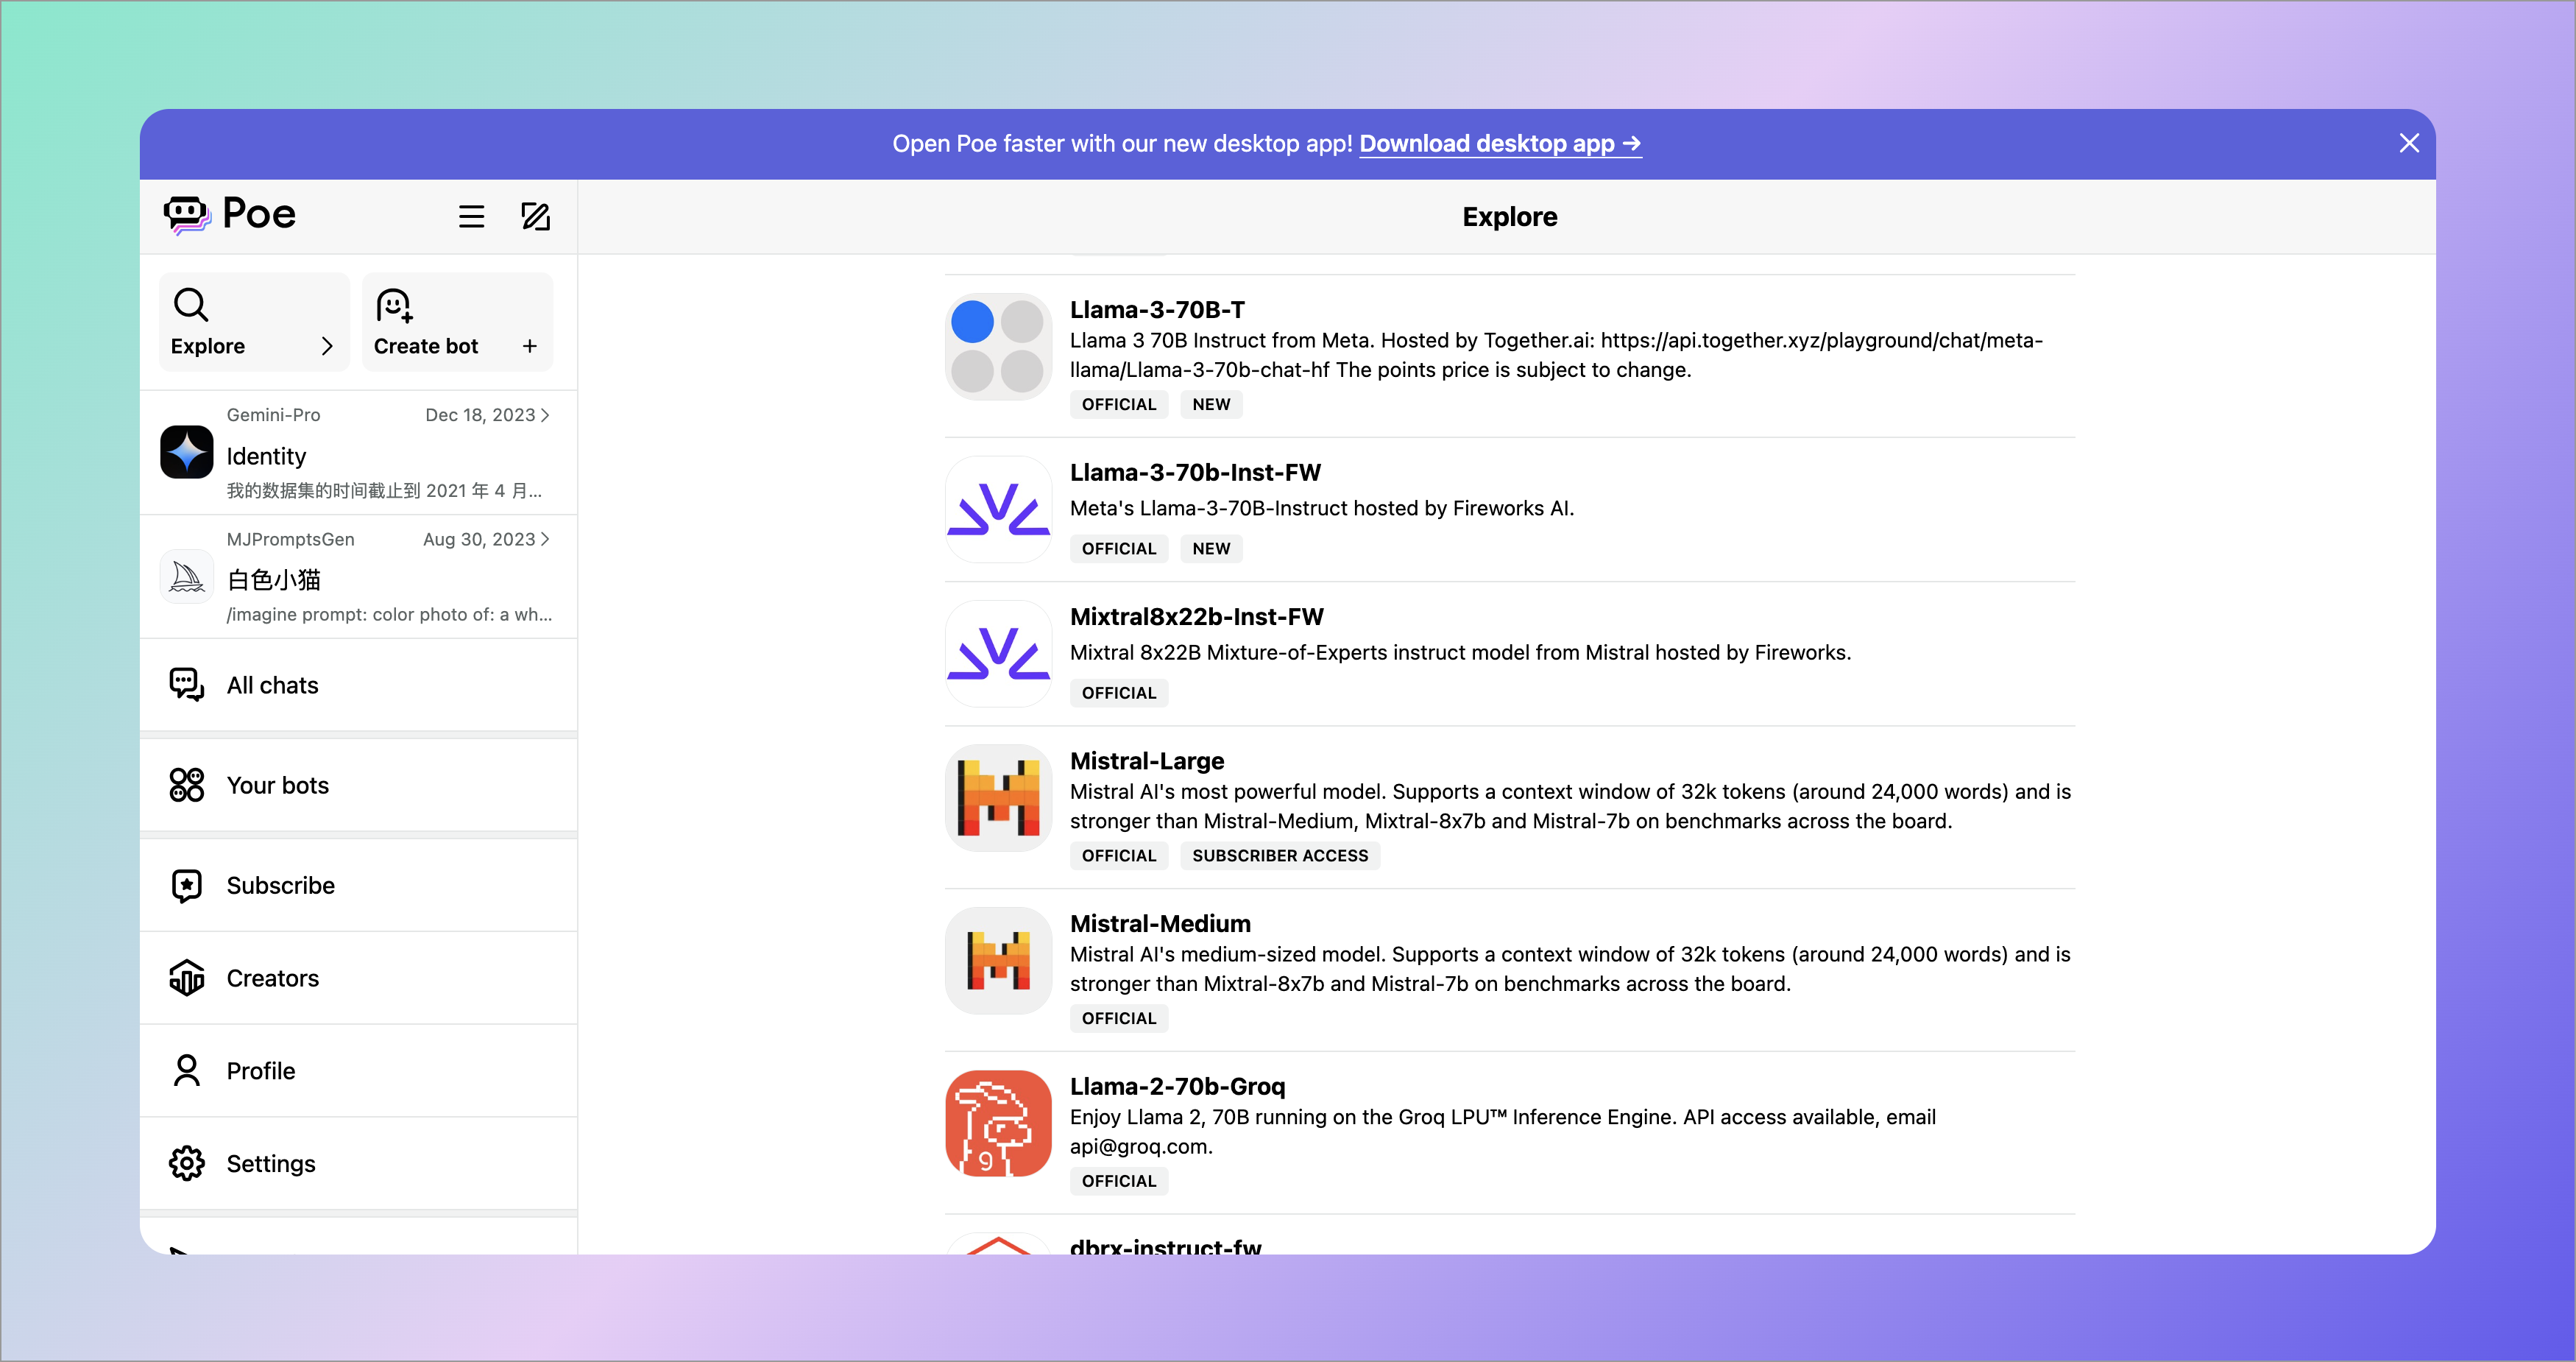 Open Poe faster with our new desktop app! Download desktop app →
Poe
Explore
Explore
Create bot +
Gemini-Pro Dec 18, 2023
Identity
我的数据集的时间截止到 2021 年 4 月...
MJPromptsGen Aug 30, 2023
白色小猫
/imagine prompt: color photo of: a wh...
All chats
Your bots
Subscribe
Creators
Profile
Settings
Llama-3-70B-T
Llama 3 70B Instruct from Meta. Hosted by Together.ai: https://api.together.xyz/playground/chat/meta-
llama/Llama-3-70b-chat-hf The points price is subject to change.
OFFICIAL NEW
Llama-3-70b-Inst-FW
Meta's Llama-3-70B-Instruct hosted by Fireworks AI.
OFFICIAL NEW
Mixtral8x22b-Inst-FW
Mixtral 8x22B Mixture-of-Experts instruct model from Mistral hosted by Fireworks.
OFFICIAL
Mistral-Large
Mistral AI's most powerful model. Supports a context window of 32k tokens (around 24,000 words) and is
stronger than Mistral-Medium, Mixtral-8x7b and Mistral-7b on benchmarks across the board.
OFFICIAL SUBSCRIBER ACCESS
Mistral-Medium
Mistral AI's medium-sized model. Supports a context window of 32k tokens (around 24,000 words) and is
stronger than Mixtral-8x7b and Mistral-7b on benchmarks across the board.
OFFICIAL
Llama-2-70b-Groq
Enjoy Llama 2, 70B running on the Groq LPU™ Inference Engine. API access available, email
api@groq.com.
OFFICIAL
dbrx-instruct-fw